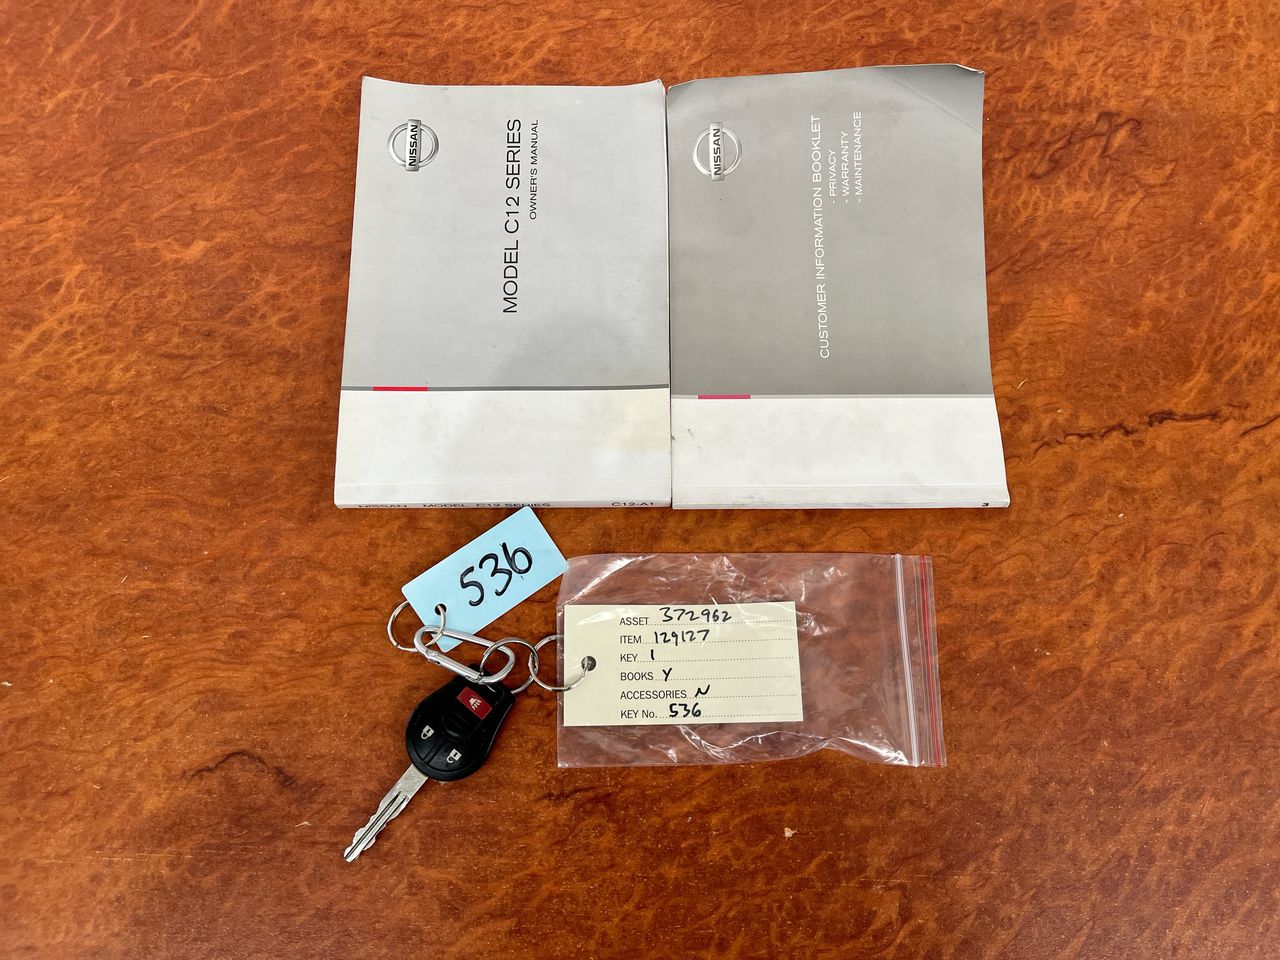 NISSAN
MODEL C12 SERIES
OWNER'S MANUAL
NISSAN MODEL C12 SERIES C12-A1
NISSAN
CUSTOMER INFORMATION BOOKLET
- PRIVACY
- WARRANTY
- MAINTENANCE
3
536
ASSET 372962
ITEM 129127
KEY 1
BOOKS Y
ACCESSORIES N
KEY No. 536